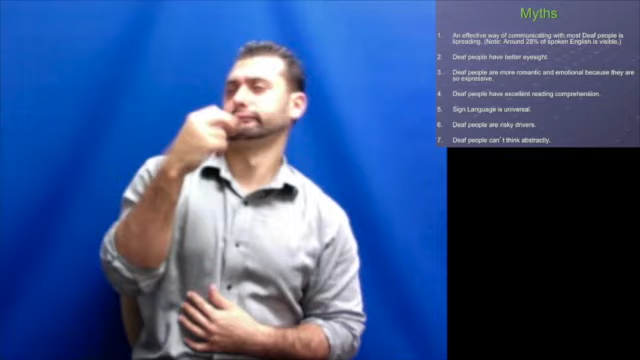 Myths
1. An effective way of communicating with most Deaf people is
lipreading. (Note: Around 28% of spoken English is visible.)
2. Deaf people have better eyesight.
3. Deaf people are more romantic and emotional because they are
so expressive.
4. Deaf people have excellent reading comprehension.
5. Sign Language is universal.
6. Deaf people are risky drivers.
7. Deaf people can't think abstractly.